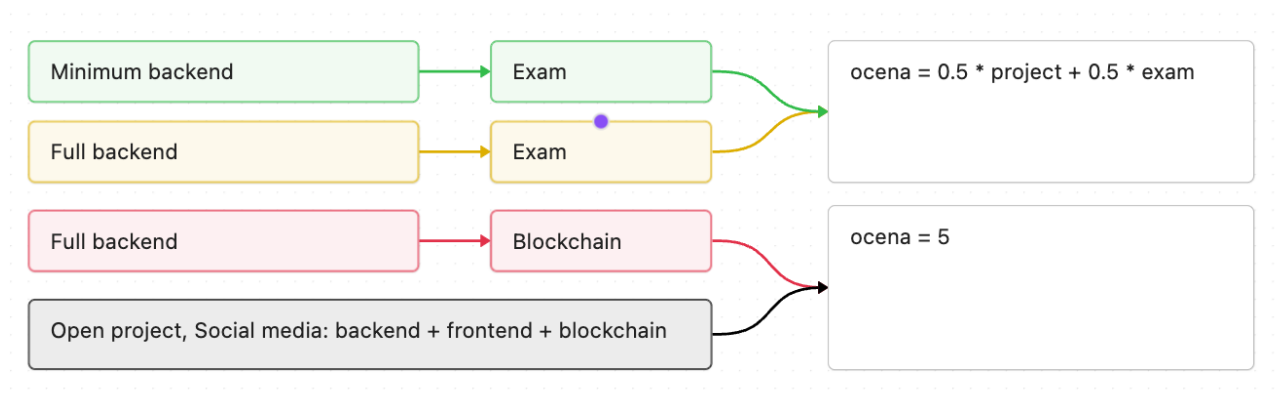 Minimum backend
Exam
ocena = 0.5 * project + 0.5 * exam
Full backend
Exam
Full backend
Blockchain
ocena = 5
Open project, Social media: backend + frontend + blockchain